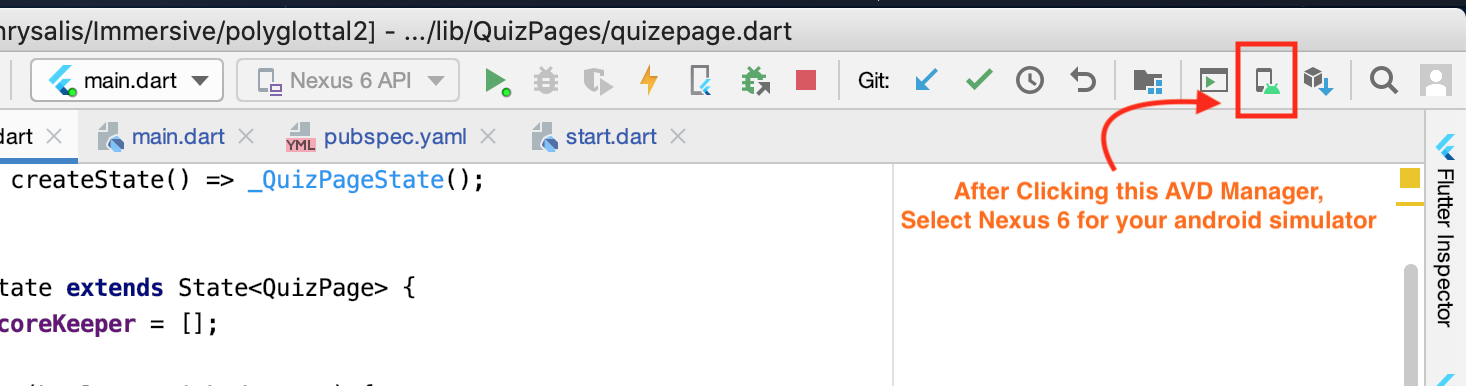 hrysalis/Immersive/polyglottal2] - .../lib/QuizPages/quizepage.dart
main.dart
Nexus 6 API
Git:
dart
main.dart
YML
pubspec.yaml
start.dart
createState() => _QuizPageState();
After Clicking this AVD Manager,
Select Nexus 6 for your android simulator
Flutter Inspector
tate extends State<QuizPage> {
coreKeeper = [];